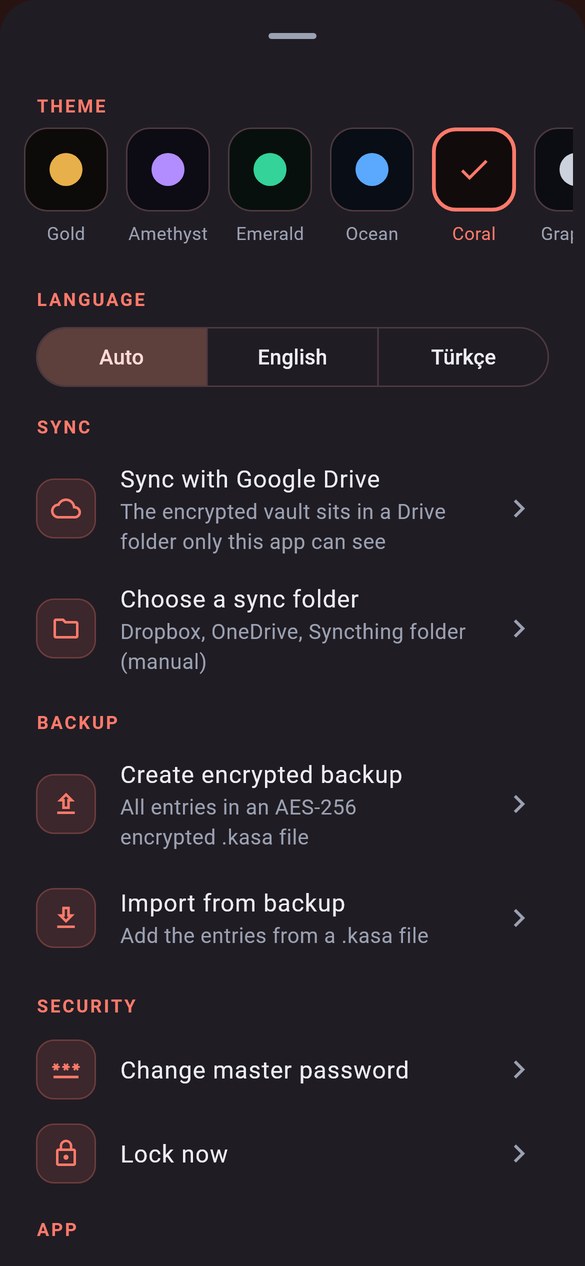 THEME
Gold Amethyst Emerald Ocean Coral Grap
LANGUAGE
Auto English Türkçe
SYNC
Sync with Google Drive
The encrypted vault sits in a Drive
folder only this app can see
Choose a sync folder
Dropbox, OneDrive, Syncthing folder
(manual)
BACKUP
Create encrypted backup
All entries in an AES-256
encrypted .kasa file
Import from backup
Add the entries from a .kasa file
SECURITY
Change master password
Lock now
APP